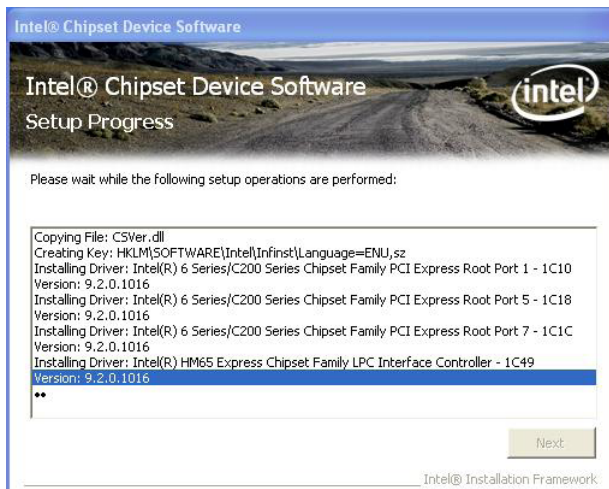 Intel® Chipset Device Software
Intel® Chipset Device Software
intel
Setup Progress
Please wait while the following setup operations are performed:
Copying File: CSVer.dll
Creating Key: HKLM\SOFTWARE\Intel\Infinst\Language=ENU,sz
Installing Driver: Intel(R) 6 Series/C200 Series Chipset Family PCI Express Root Port 1 - 1C10
Version: 9.2.0.1016
Installing Driver: Intel(R) 6 Series/C200 Series Chipset Family PCI Express Root Port 5 - 1C18
Version: 9.2.0.1016
Installing Driver: Intel(R) 6 Series/C200 Series Chipset Family PCI Express Root Port 7 - 1C1C
Version: 9.2.0.1016
Installing Driver: Intel(R) HM65 Express Chipset Family LPC Interface Controller - 1C49
Version: 9.2.0.1016
••
Next
Intel® Installation Framework